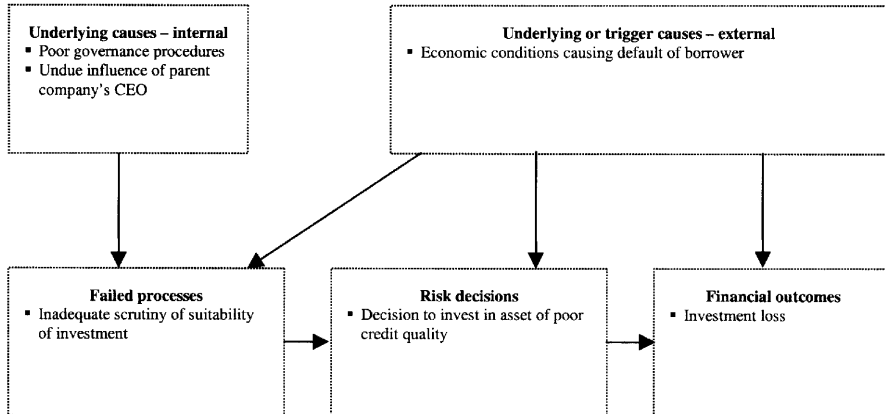 Underlying causes – internal
▪ Poor governance procedures
▪ Undue influence of parent
company's CEO
Underlying or trigger causes – external
▪ Economic conditions causing default of borrower
Failed processes
▪ Inadequate scrutiny of suitability
of investment
Risk decisions
▪ Decision to invest in asset of poor
credit quality
Financial outcomes
▪ Investment loss